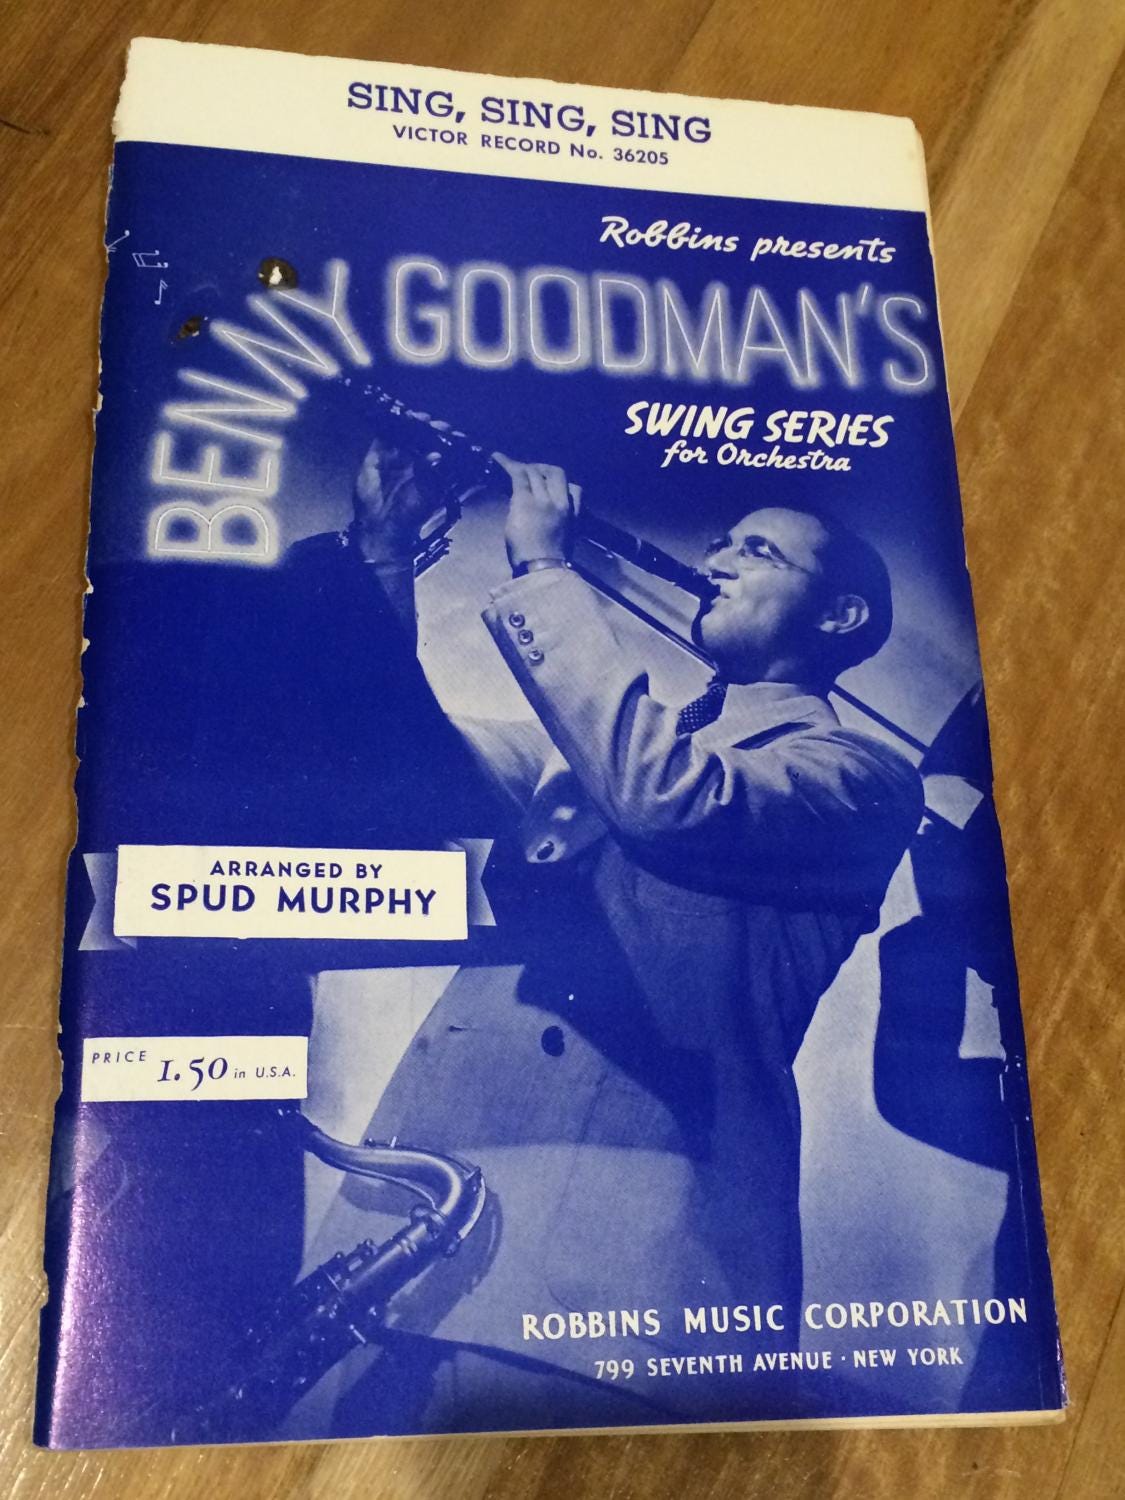 SING, SING, SING
VICTOR RECORD No. 36205
Robbins presents
BENNY GOODMAN'S
SWING SERIES
for Orchestra
ARRANGED BY
SPUD MURPHY
PRICE 1.50 in U.S.A.
ROBBINS MUSIC CORPORATION
799 SEVENTH AVENUE · NEW YORK